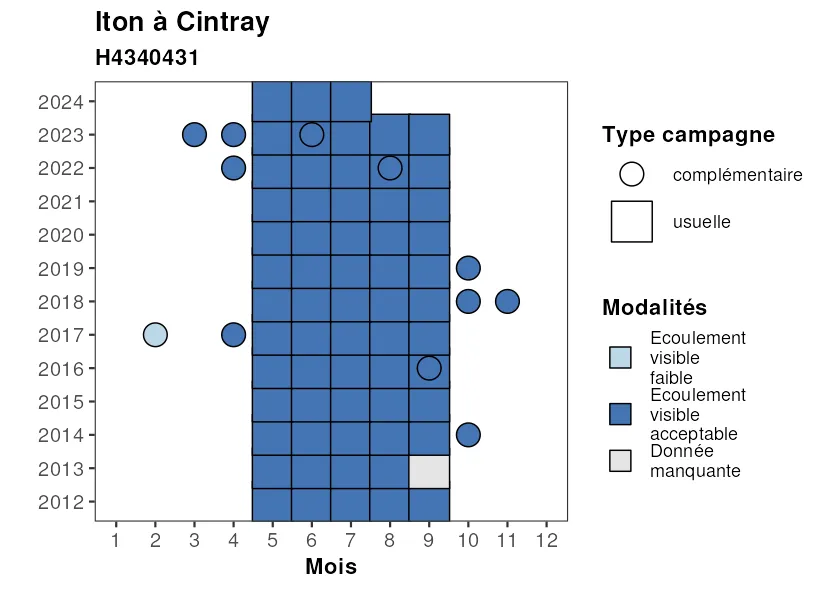 Iton à Cintray
H4340431
2024
2023
2022
2021
2020
2019
2018
2017
2016
2015
2014
2013
2012
1 2 3 4 5 6 7 8 9 10 11 12
Mois
Type campagne
complémentaire
usuelle
Modalités
Ecoulement
visible
faible
Ecoulement
visible
acceptable
Donnée
manquante